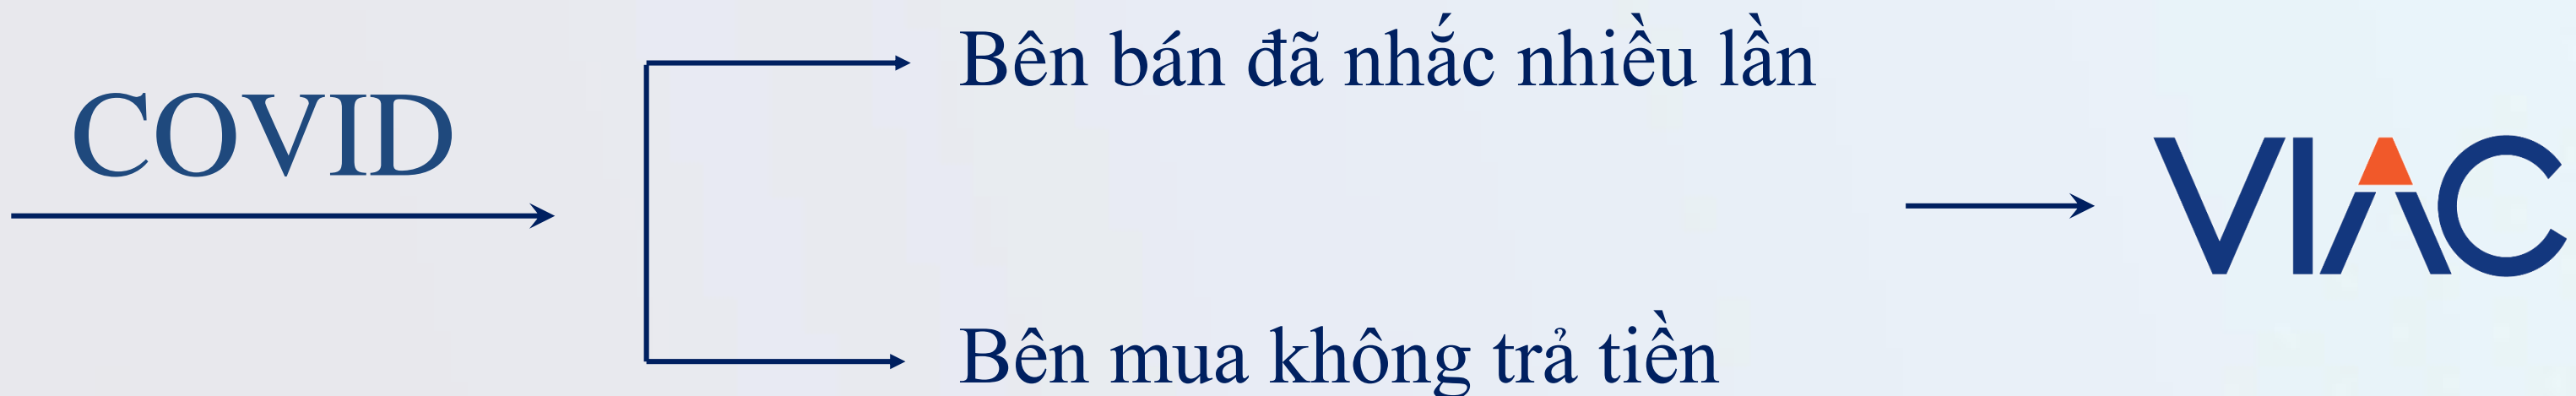 COVID
Bên bán đã nhắc nhiều lần
Bên mua không trả tiền
VIAC